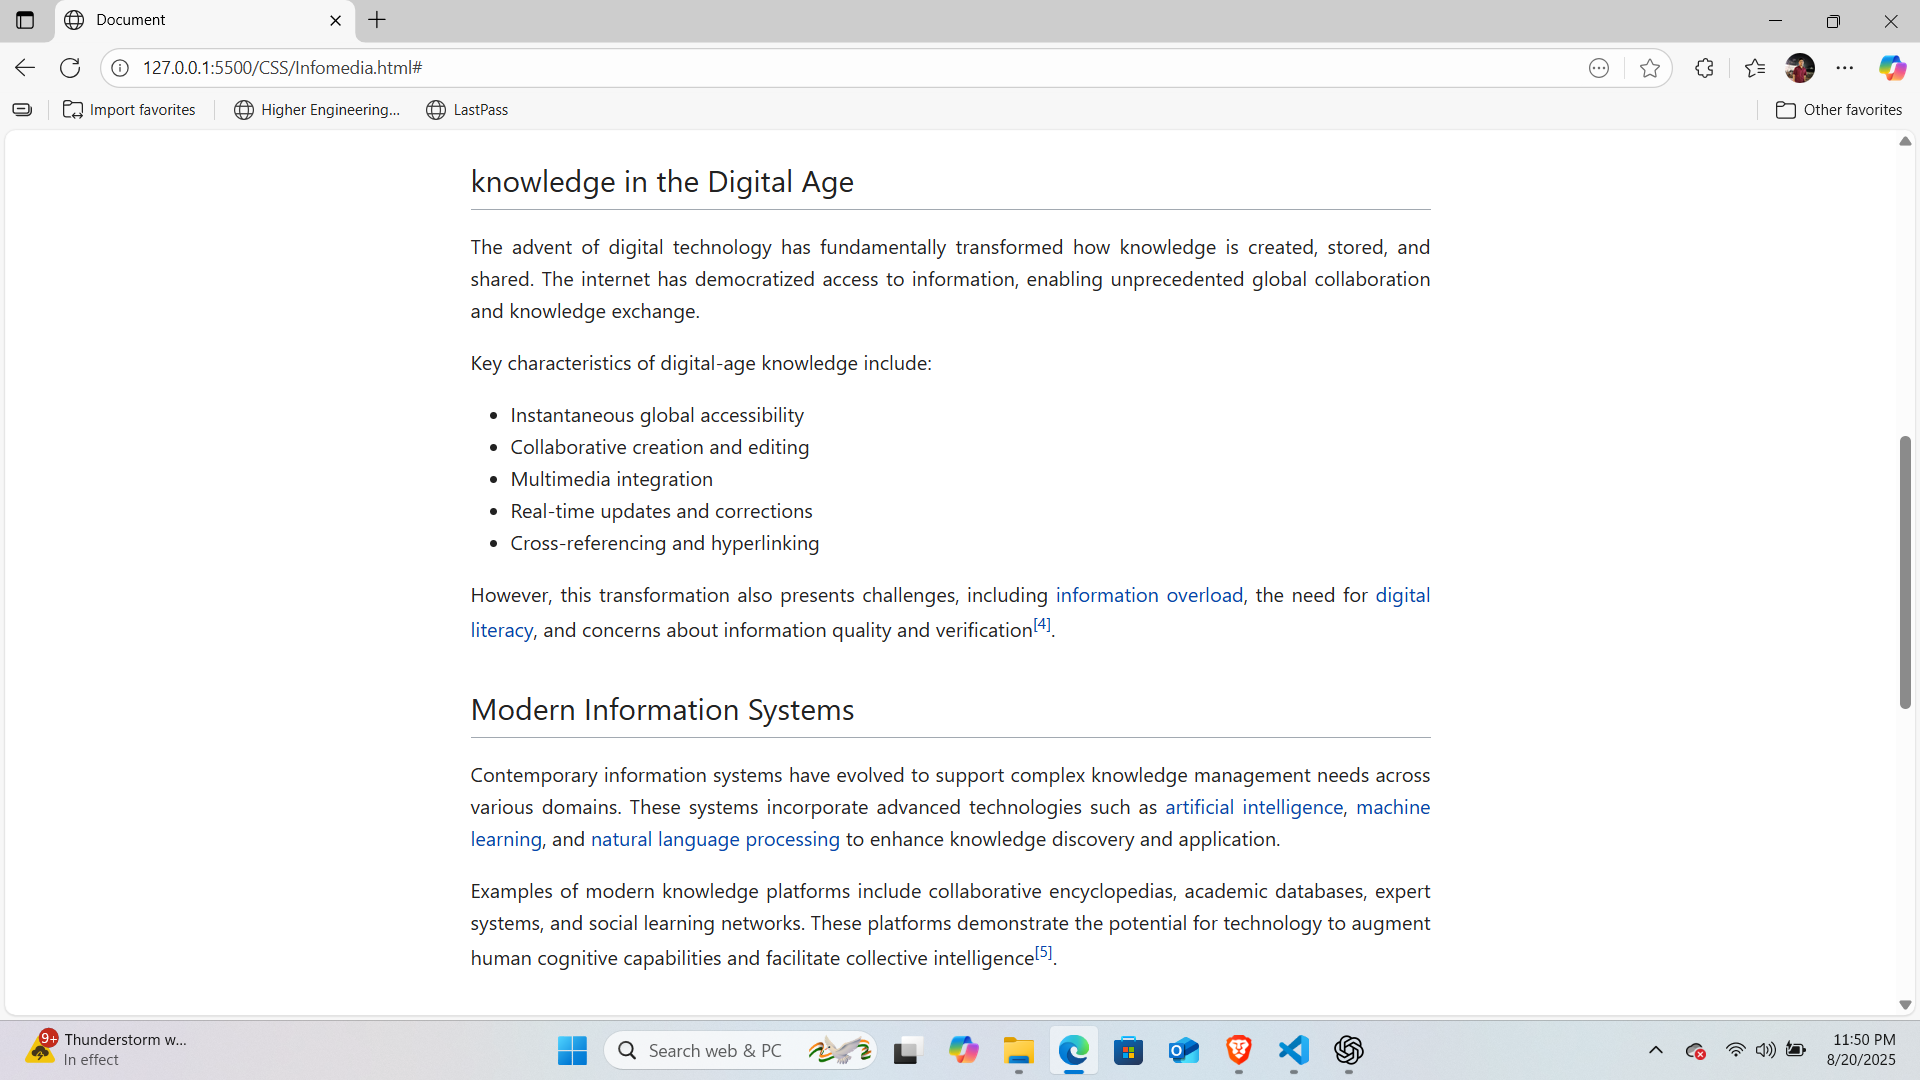 Document
127.0.0.1:5500/CSS/Infomedia.html#
Import favorites
Higher Engineering...
LastPass
Other favorites
knowledge in the Digital Age
The advent of digital technology has fundamentally transformed how knowledge is created, stored, and
shared. The internet has democratized access to information, enabling unprecedented global collaboration
and knowledge exchange.
Key characteristics of digital-age knowledge include:
• Instantaneous global accessibility
• Collaborative creation and editing
• Multimedia integration
• Real-time updates and corrections
• Cross-referencing and hyperlinking
However, this transformation also presents challenges, including information overload, the need for digital
literacy, and concerns about information quality and verification[4].
Modern Information Systems
Contemporary information systems have evolved to support complex knowledge management needs across
various domains. These systems incorporate advanced technologies such as artificial intelligence, machine
learning, and natural language processing to enhance knowledge discovery and application.
Examples of modern knowledge platforms include collaborative encyclopedias, academic databases, expert
systems, and social learning networks. These platforms demonstrate the potential for technology to augment
human cognitive capabilities and facilitate collective intelligence[5].
9+
Thunderstorm w...
In effect
Search web & PC
11:50 PM
8/20/2025